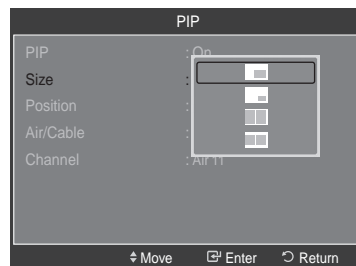 PIP
PIP : On
Size :
Position :
Air/Cable :
Channel : Air 11
Move Enter Return